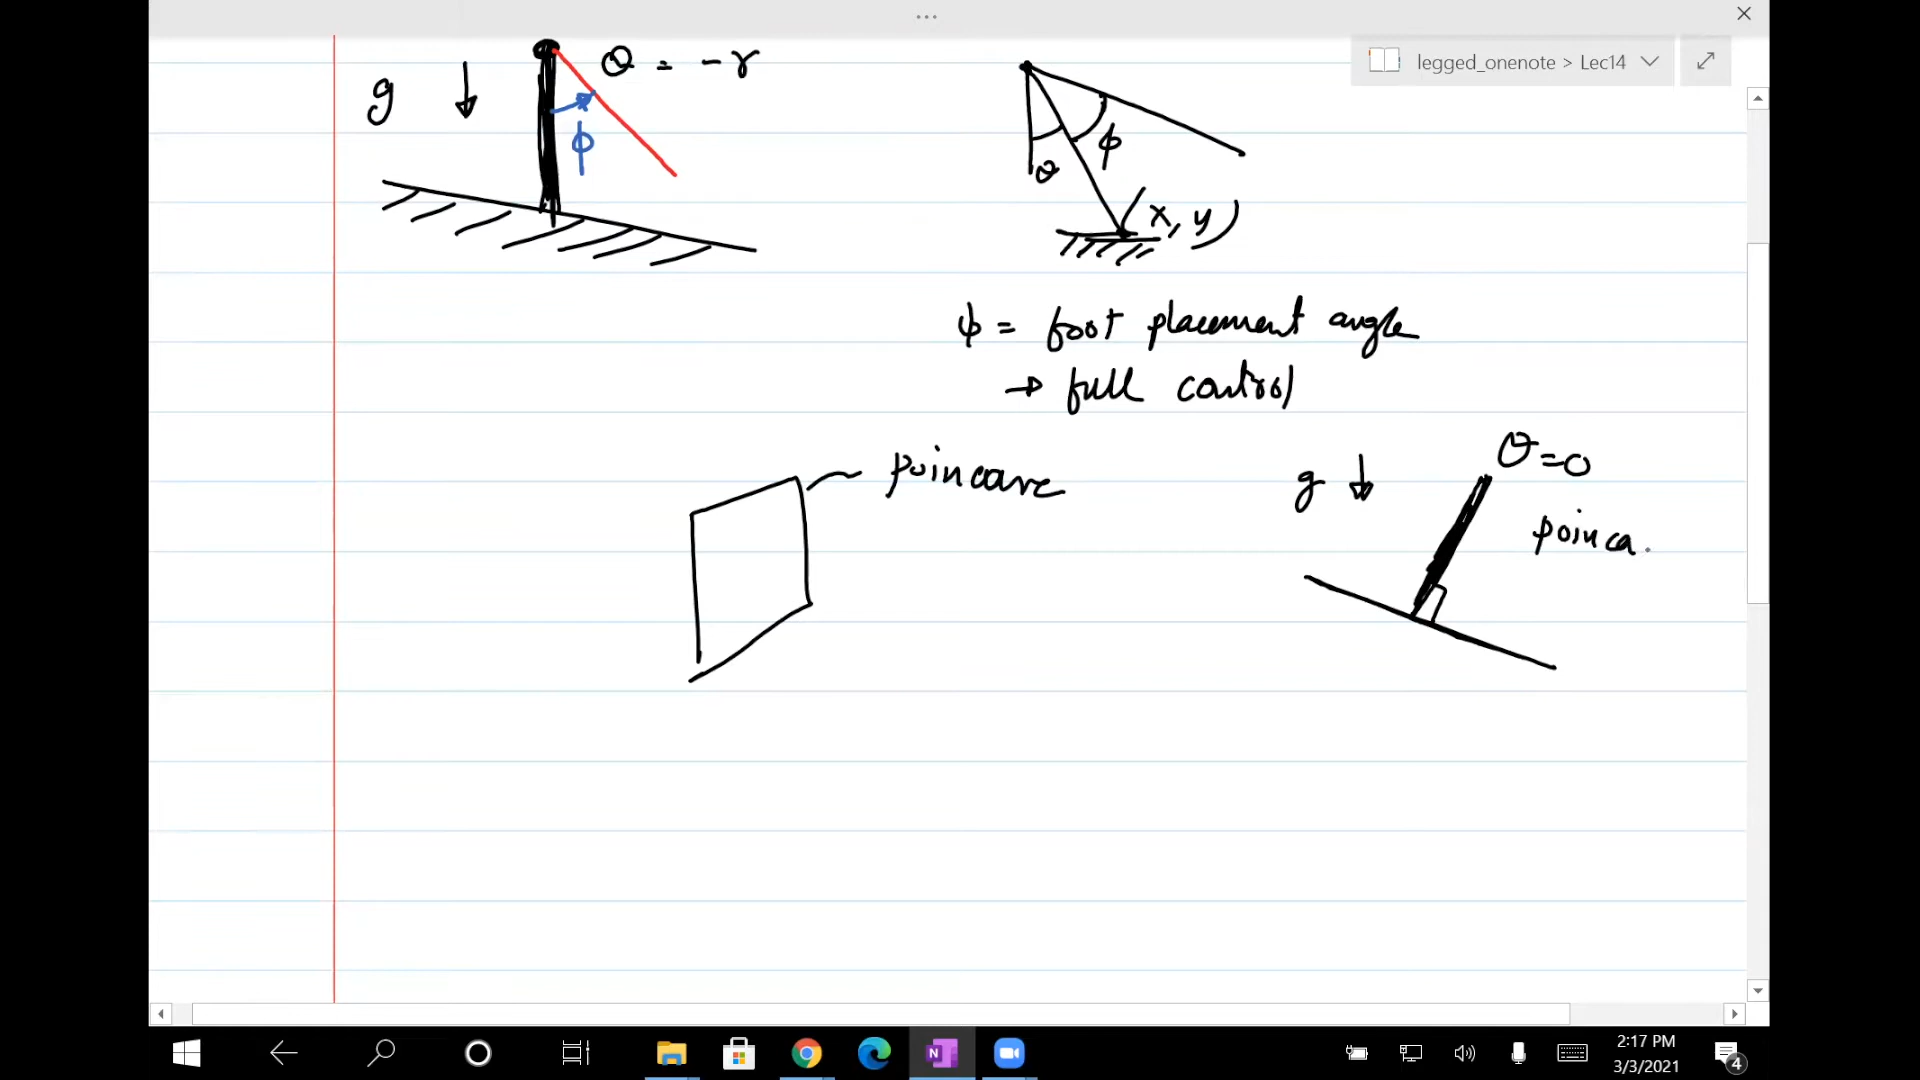 g ↓ θ = -γ
ϕ
legged_onenote > Lec14
θ ϕ
(x, y)
ϕ = foot placement angle
→ full control
poincare
g ↓ θ=0
poinca
2:17 PM
3/3/2021
4